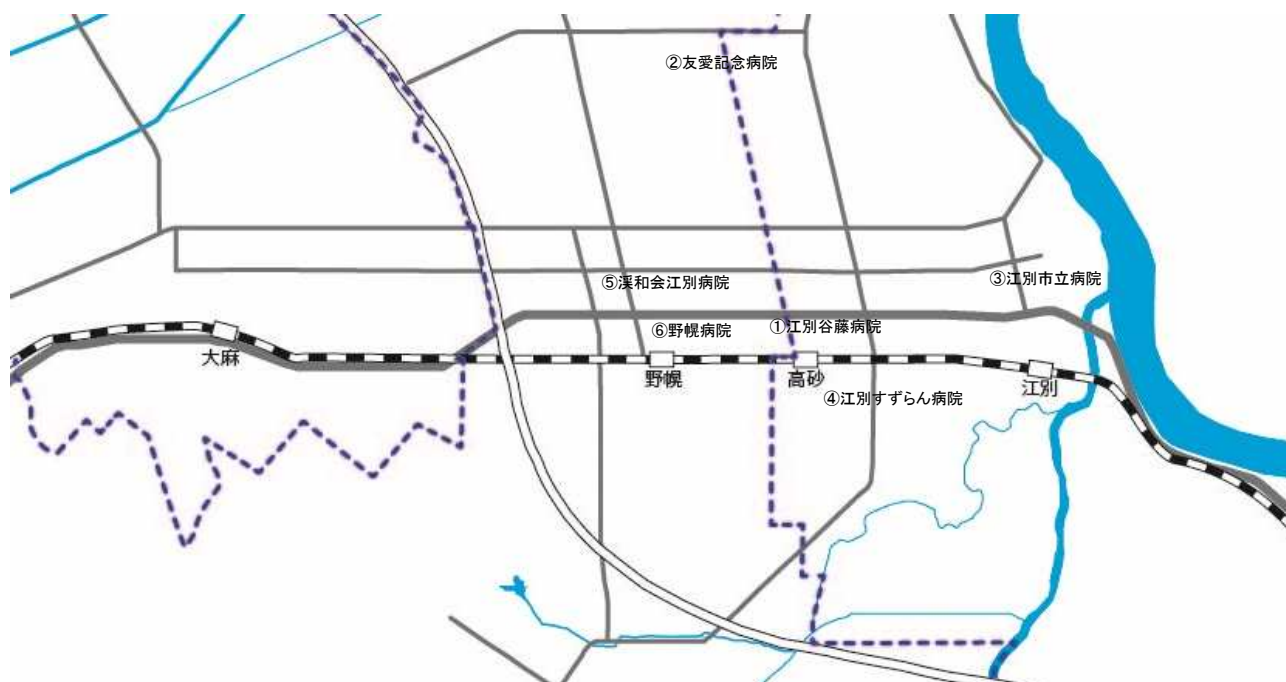 ②友愛記念病院
③江別市立病院
⑤渓和会江別病院
⑥野幌病院
①江別谷藤病院
大麻
野幌
高砂
江別
④江別すずらん病院